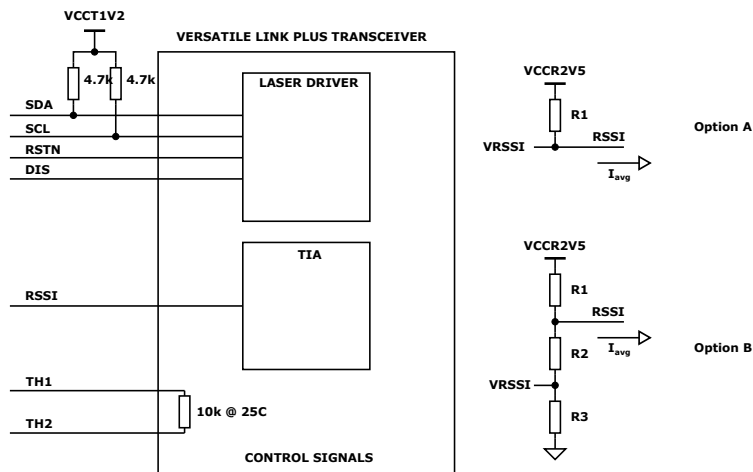 VCCT1V2
VERSATILE LINK PLUS TRANSCEIVER
4.7k 4.7k
LASER DRIVER
SDA
SCL
RSTN
DIS
TIA
RSSI
TH1
10k @ 25C
TH2
CONTROL SIGNALS
VCCR2V5
R1
Option A
RSSI
VRSSI
Iavg
VCCR2V5
R1
RSSI
Iavg
R2
Option B
VRSSI
R3